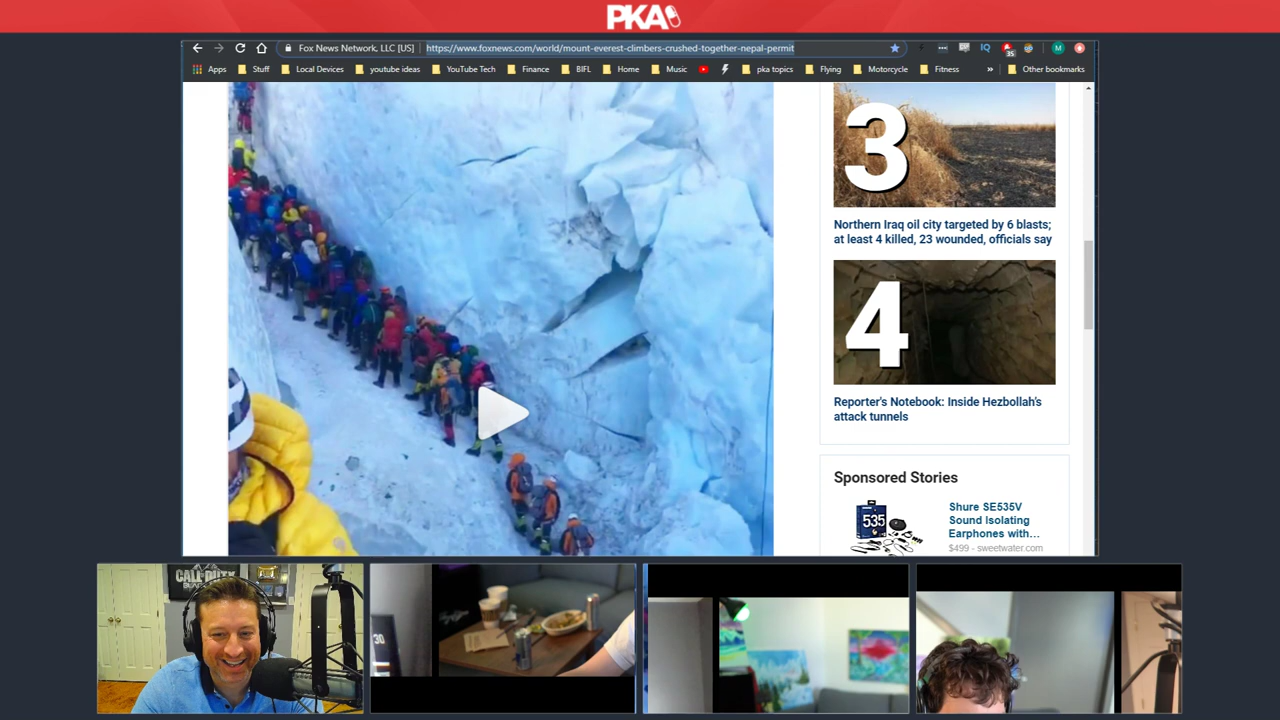 PKA
Fox News Network, LLC [US]
https://www.foxnews.com/world/mount-everest-climbers-crushed-together-nepal-permit
IQ
35
M
Apps
Stuff
Local Devices
youtube ideas
YouTube Tech
Finance
BIFL
Home
Music
pka topics
Flying
Motorcycle
Fitness
»
Other bookmarks
3
Northern Iraq oil city targeted by 6 blasts;
at least 4 killed, 23 wounded, officials say
4
Reporter's Notebook: Inside Hezbollah's
attack tunnels
Sponsored Stories
535
Shure SE535V
Sound Isolating
Earphones with...
$499 - sweetwater.com
CALL OF DUTY
30